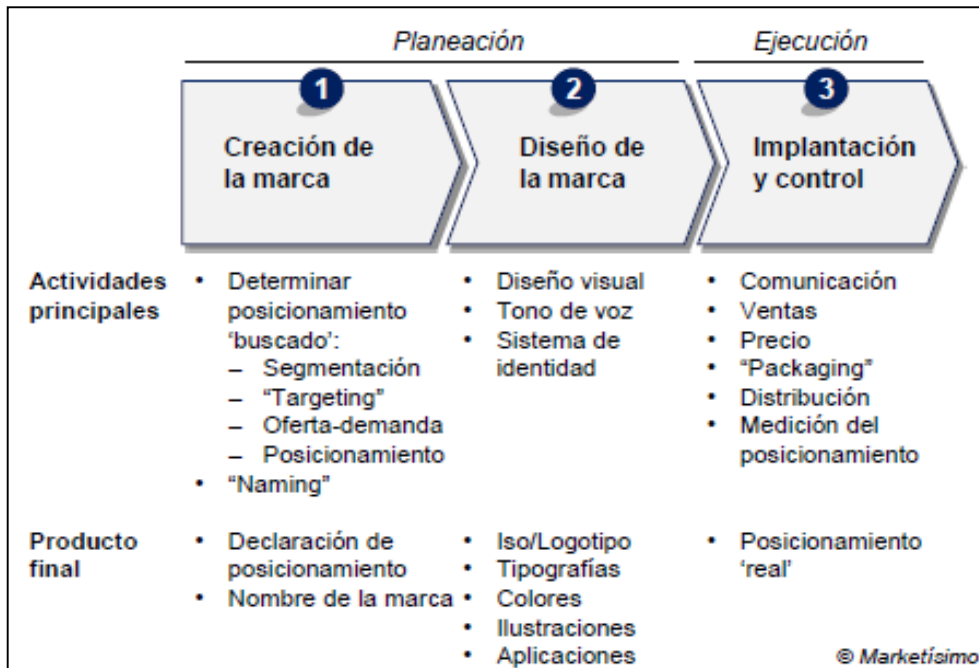 Planeación
Ejecución
1
2
3
Creación de
la marca
Diseño de
la marca
Implantación
y control
Actividades
principales
• Determinar
posicionamiento
‘buscado’:
– Segmentación
– “Targeting”
– Oferta-demanda
– Posicionamiento
• “Naming”
• Diseño visual
• Tono de voz
• Sistema de
identidad
• Comunicación
• Ventas
• Precio
• “Packaging”
• Distribución
• Medición del
posicionamiento
Producto
final
• Declaración de
posicionamiento
• Nombre de la marca
• Iso/Logotipo
• Tipografías
• Colores
• Ilustraciones
• Aplicaciones
• Posicionamiento
‘real’
© Marketísimo